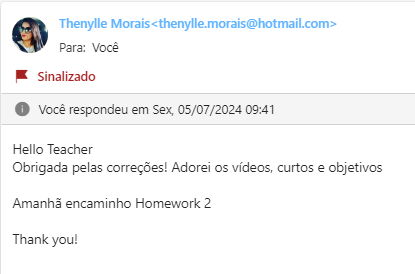 Thenylle Morais<thenylle.morais@hotmail.com>
Para: Você
Sinalizado
Você respondeu em Sex, 05/07/2024 09:41
Hello Teacher
Obrigada pelas correções! Adorei os vídeos, curtos e objetivos
Amanhã encaminho Homework 2
Thank you!